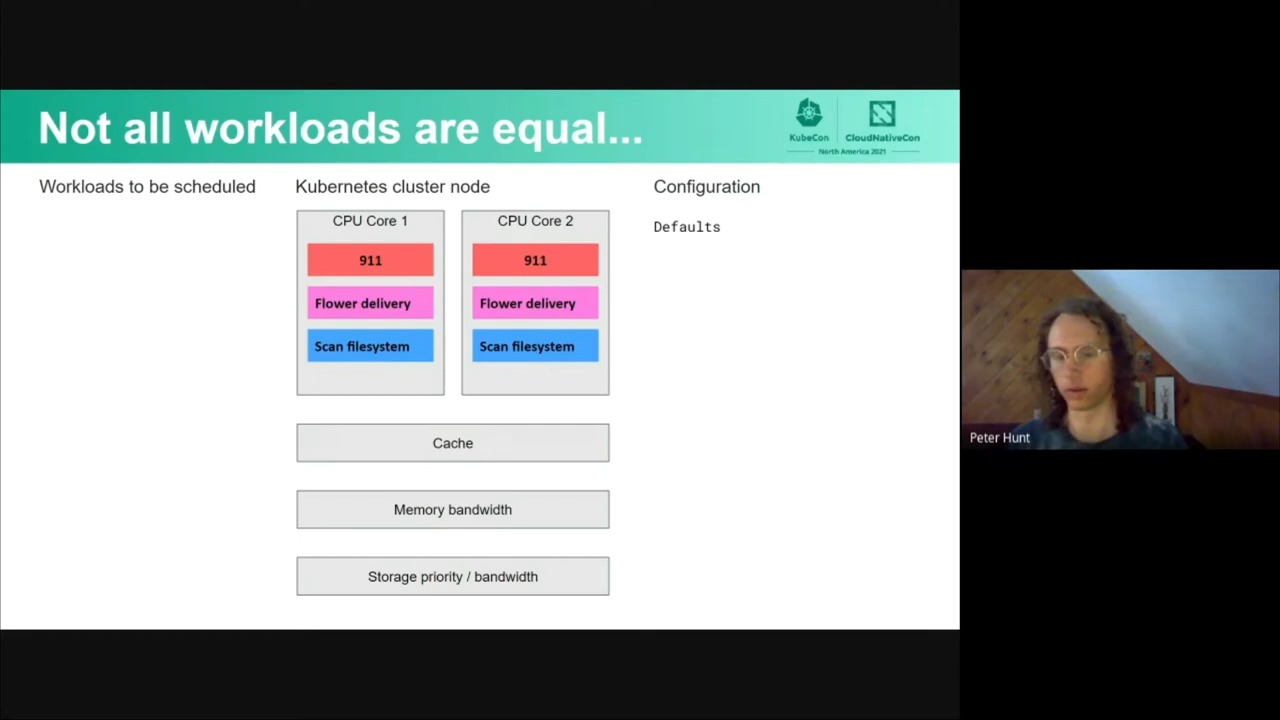 Not all workloads are equal...
KubeCon
CloudNativeCon
North America 2021
Workloads to be scheduled
Kubernetes cluster node
Configuration
CPU Core 1
CPU Core 2
Defaults
911
911
Flower delivery
Flower delivery
Scan filesystem
Scan filesystem
Cache
Memory bandwidth
Storage priority / bandwidth
Peter Hunt